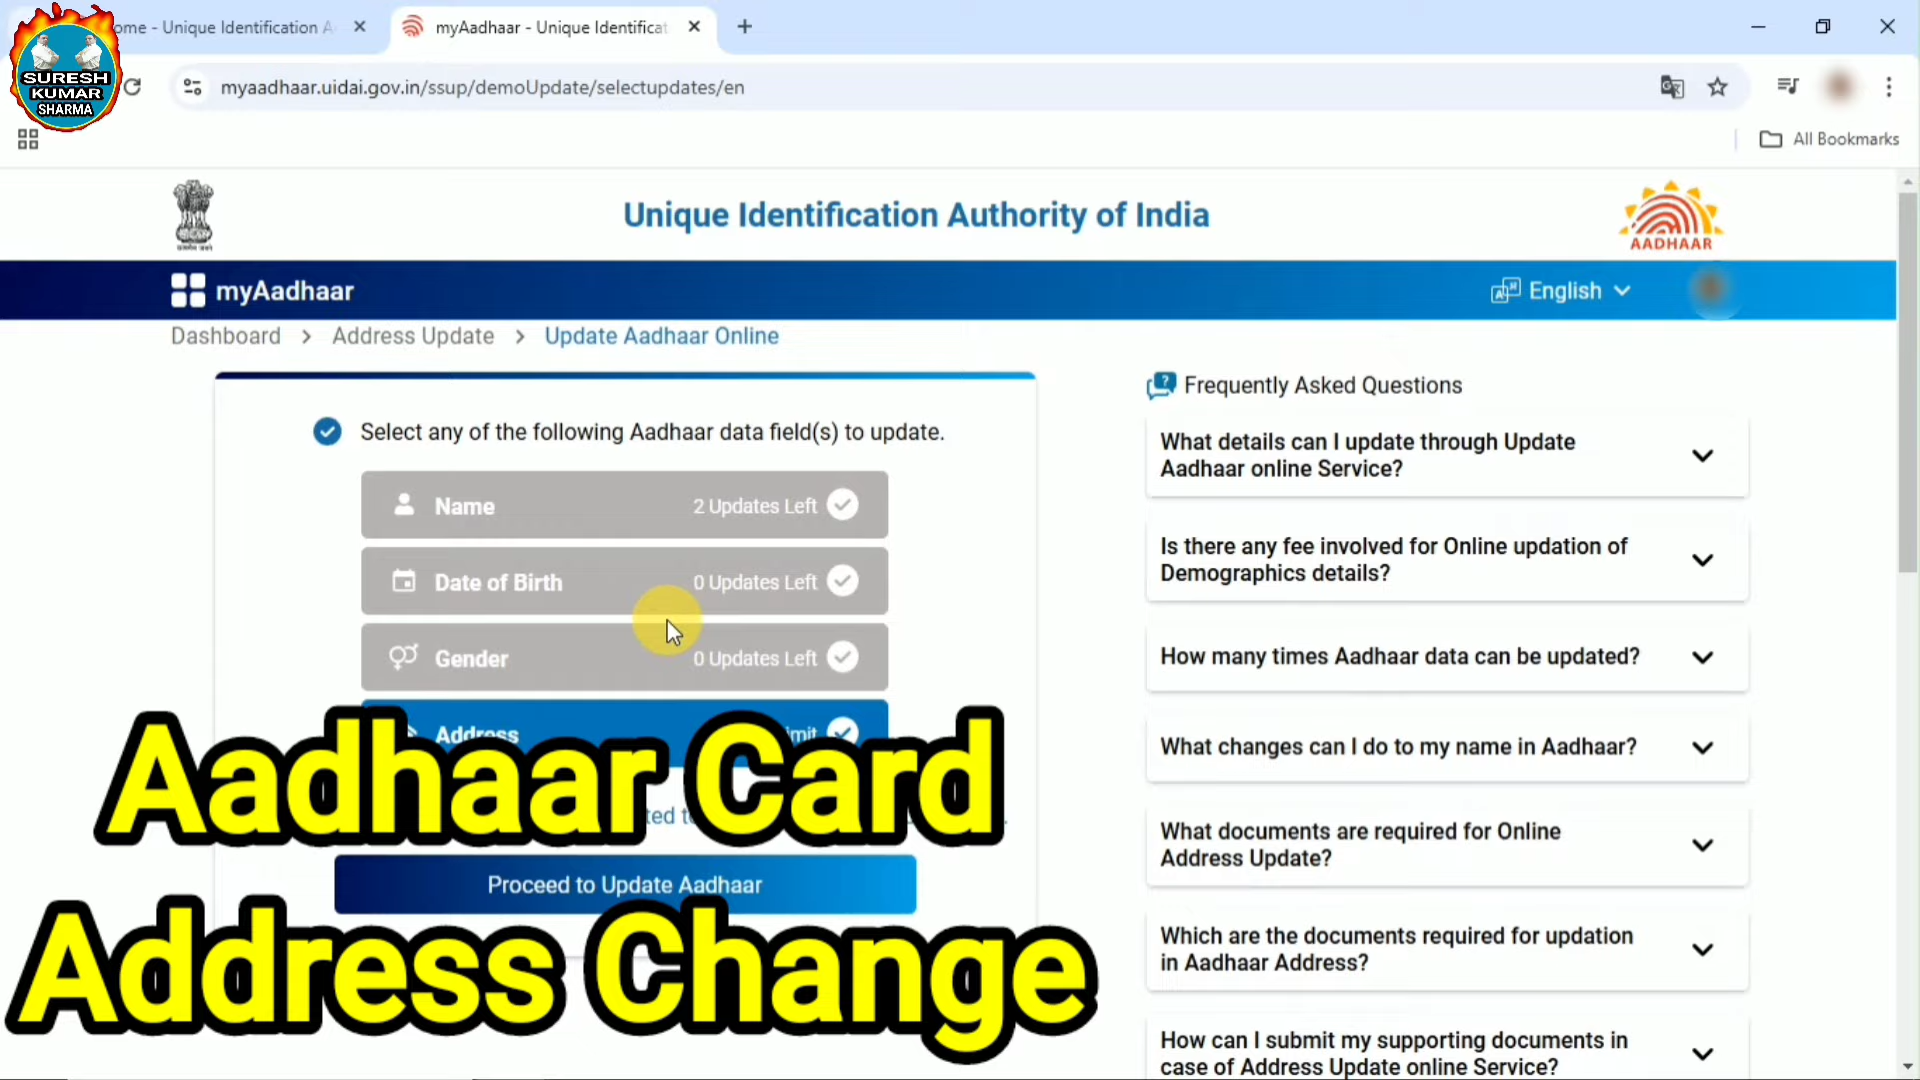 Home - Unique Identification A
myAadhaar - Unique Identificat
SURESH
KUMAR
SHARMA
myaadhaar.uidai.gov.in/ssup/demoUpdate/selectupdates/en
All Bookmarks
Unique Identification Authority of India
AADHAAR
myAadhaar
English
Dashboard > Address Update > Update Aadhaar Online
Select any of the following Aadhaar data field(s) to update.
Name 2 Updates Left
Date of Birth 0 Updates Left
Gender 0 Updates Left
Address
Proceed to Update Aadhaar
Aadhaar Card
Address Change
Frequently Asked Questions
What details can I update through Update
Aadhaar online Service?
Is there any fee involved for Online updation of
Demographics details?
How many times Aadhaar data can be updated?
What changes can I do to my name in Aadhaar?
What documents are required for Online
Address Update?
Which are the documents required for updation
in Aadhaar Address?
How can I submit my supporting documents in
case of Address Update online Service?